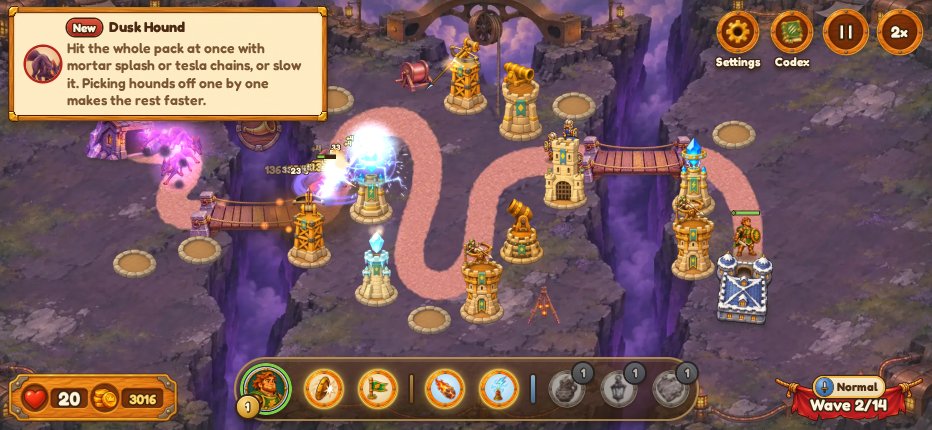 New Dusk Hound
Hit the whole pack at once with
mortar splash or tesla chains, or slow
it. Picking hounds off one by one
makes the rest faster.
2x
Settings
Codex
33
20
3016
1
1
1
1
Normal
Wave 2/14